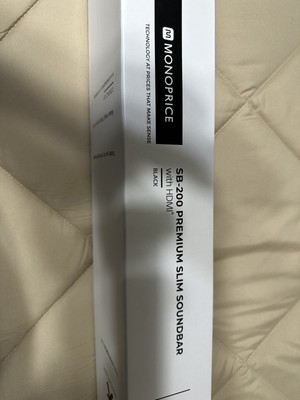 MONOPRICE
TECHNOLOGY AT PRICES THAT MAKE SENSE
SB-200 PREMIUM SLIM SOUNDBAR
with HDMI®
BLACK